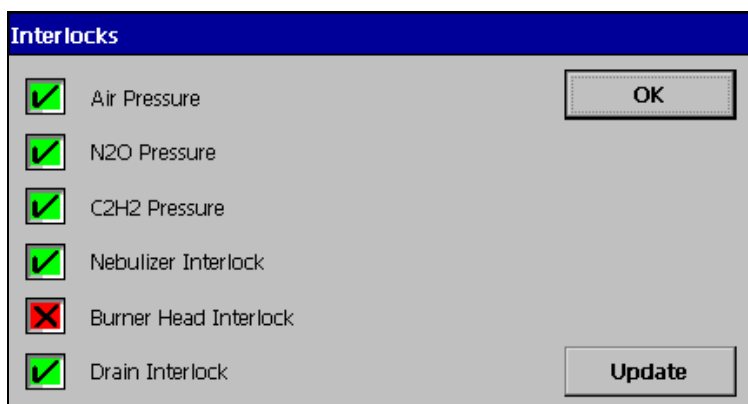 Interlocks
Air Pressure
OK
N2O Pressure
C2H2 Pressure
Nebulizer Interlock
Burner Head Interlock
Drain Interlock
Update